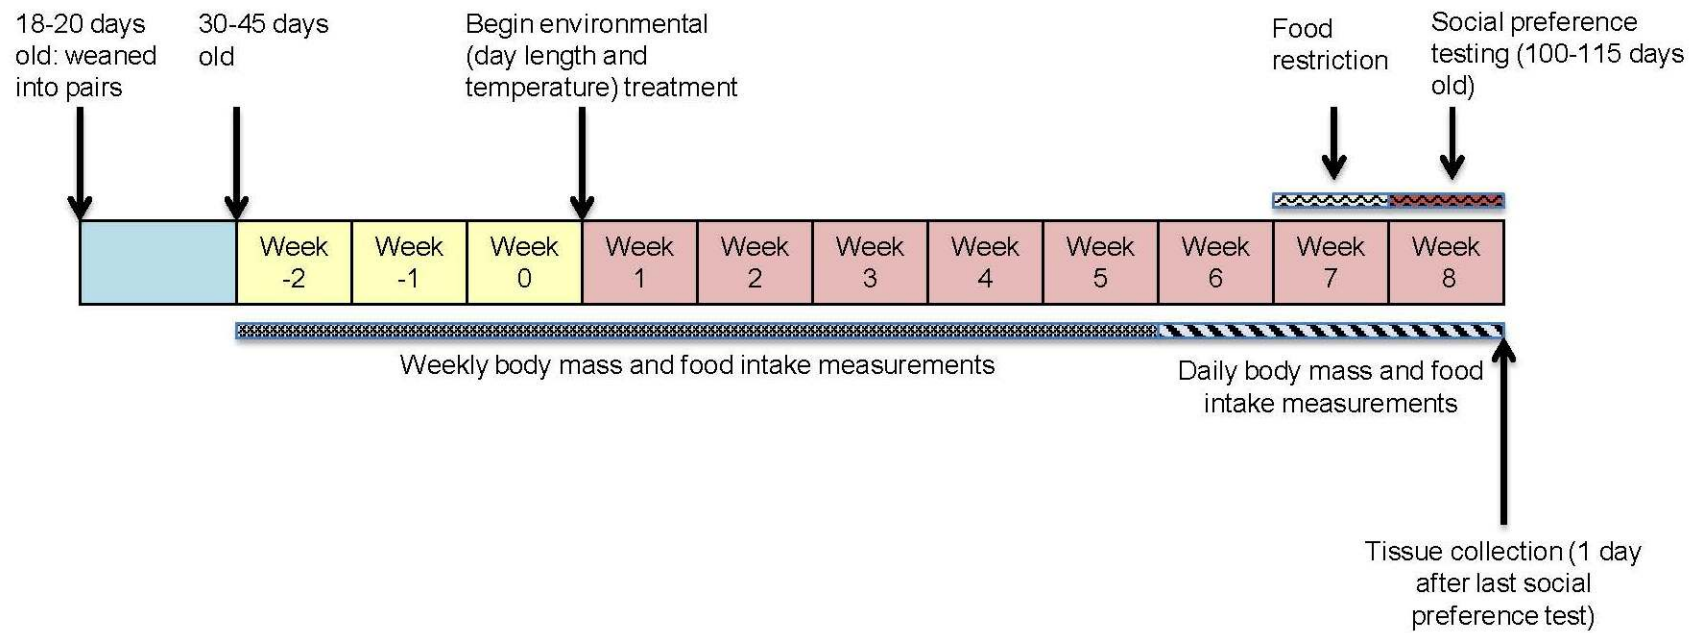 18-20 days
old: weaned
into pairs
30-45 days
old
Begin environmental
(day length and
temperature) treatment
Food
restriction
Social preference
testing (100-115 days
old)
Week
-2
Week
-1
Week
0
Week
1
Week
2
Week
3
Week
4
Week
5
Week
6
Week
7
Week
8
Weekly body mass and food intake measurements
Daily body mass and food
intake measurements
Tissue collection (1 day
after last social
preference test)